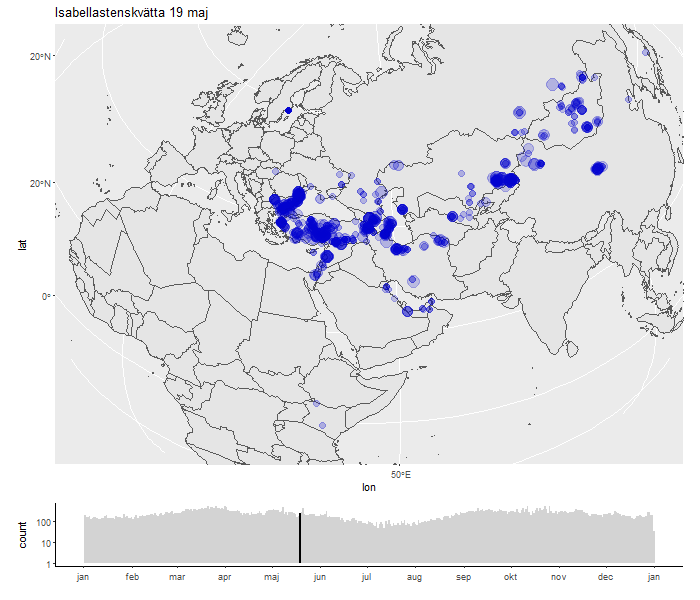 Isabellastenskvätta 19 maj
20°N
20°N
0°
lat
50°E
lon
count
100
10
1
jan feb mar apr maj jun jul aug sep okt nov dec jan